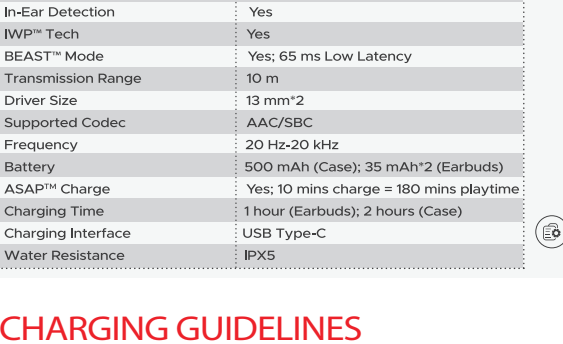 In-Ear Detection Yes
IWP™ Tech Yes
BEAST™ Mode Yes; 65 ms Low Latency
Transmission Range 10 m
Driver Size 13 mm*2
Supported Codec AAC/SBC
Frequency 20 Hz-20 kHz
Battery 500 mAh (Case); 35 mAh*2 (Earbuds)
ASAP™ Charge Yes; 10 mins charge = 180 mins playtime
Charging Time 1 hour (Earbuds); 2 hours (Case)
Charging Interface USB Type-C
Water Resistance IPX5
CHARGING GUIDELINES